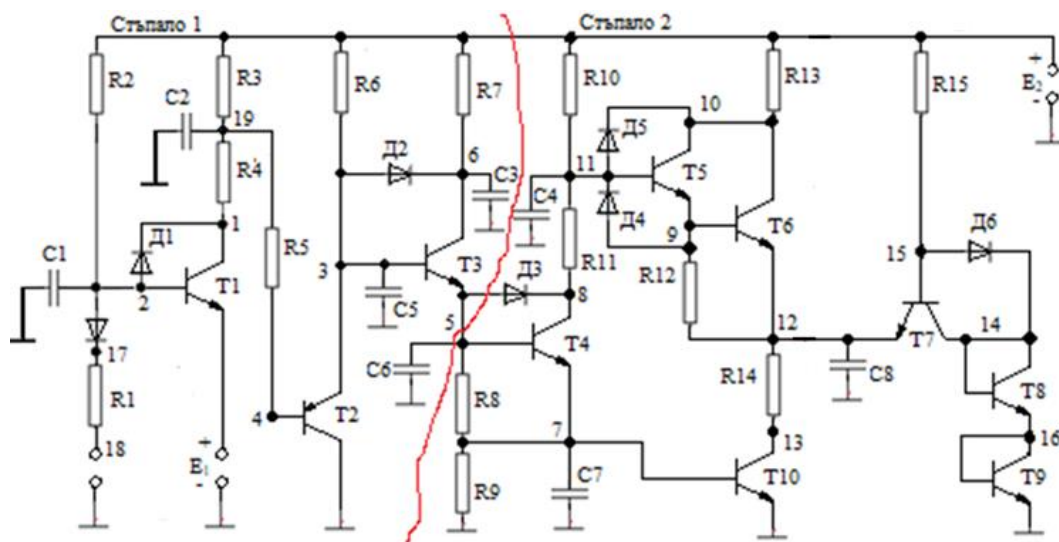 Стъпало 1 Стъпало 2
R2 R3 R6 R7 R10 R13 R15 E2 + -
C2 19 Д5 10
R4 Д2 6 C3 C4 11 T5
1 Д4 T6 Д6
C1 Д1 R5 9 15
2 T1 3 T3 R11 R12
Д3 8 12 T7 14
17 C5 5 T4 C8
C6 R14 T8
R1 4 T2 R8 7 13 16
18 + E1 - R9 C7 T10 T9